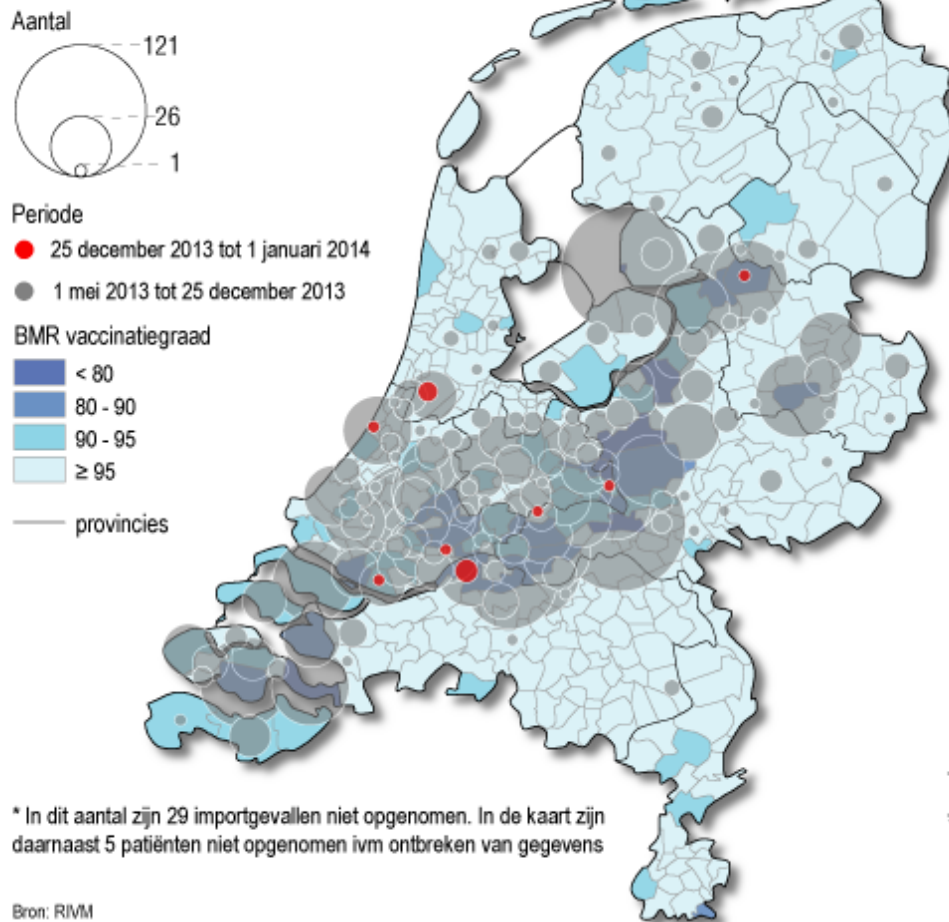 Aantal
121
26
1
Periode
25 december 2013 tot 1 januari 2014
1 mei 2013 tot 25 december 2013
BMR vaccinatiegraad
< 80
80 - 90
90 - 95
≥ 95
provincies
* In dit aantal zijn 29 importgevallen niet opgenomen. In de kaart zijn
daarnaast 5 patiënten niet opgenomen ivm ontbreken van gegevens
Bron: RIVM